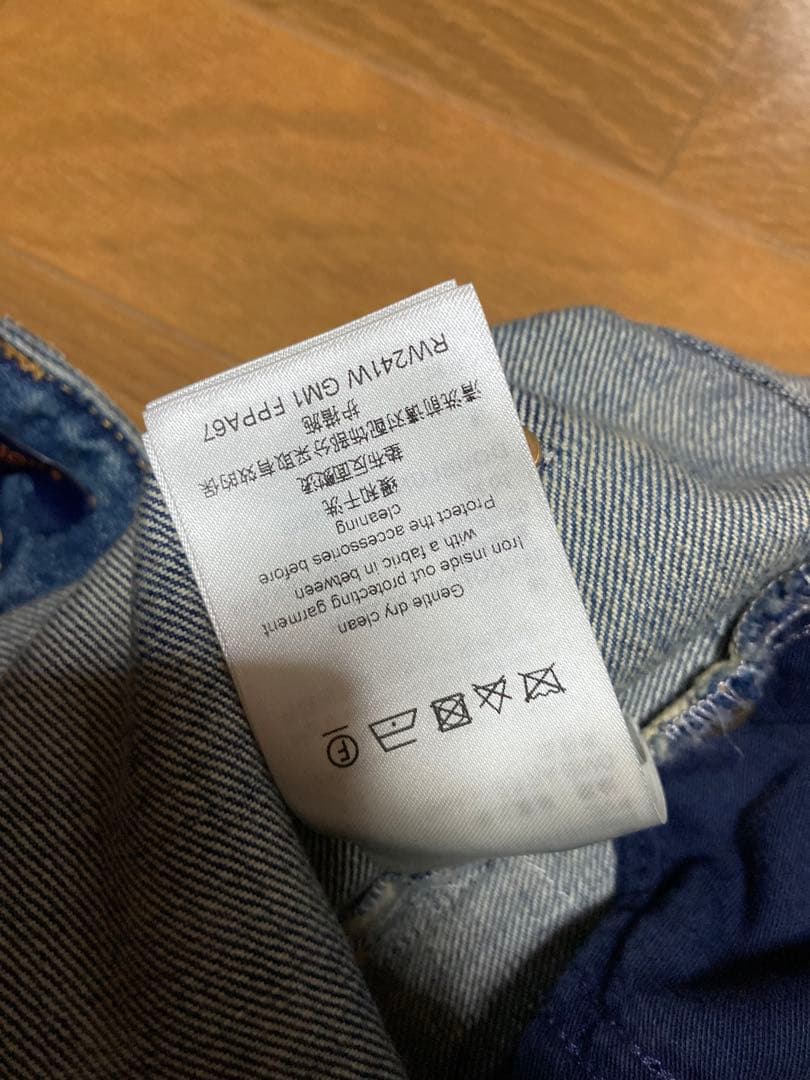 F
Gentle dry clean
Iron inside out protecting garment
with a fabric in between
Protect the accessories before
cleaning
缓和干洗
垫布反面熨烫
清洗前请对配饰部分采取有效的保
护措施
RW241W GM1 FPPA67